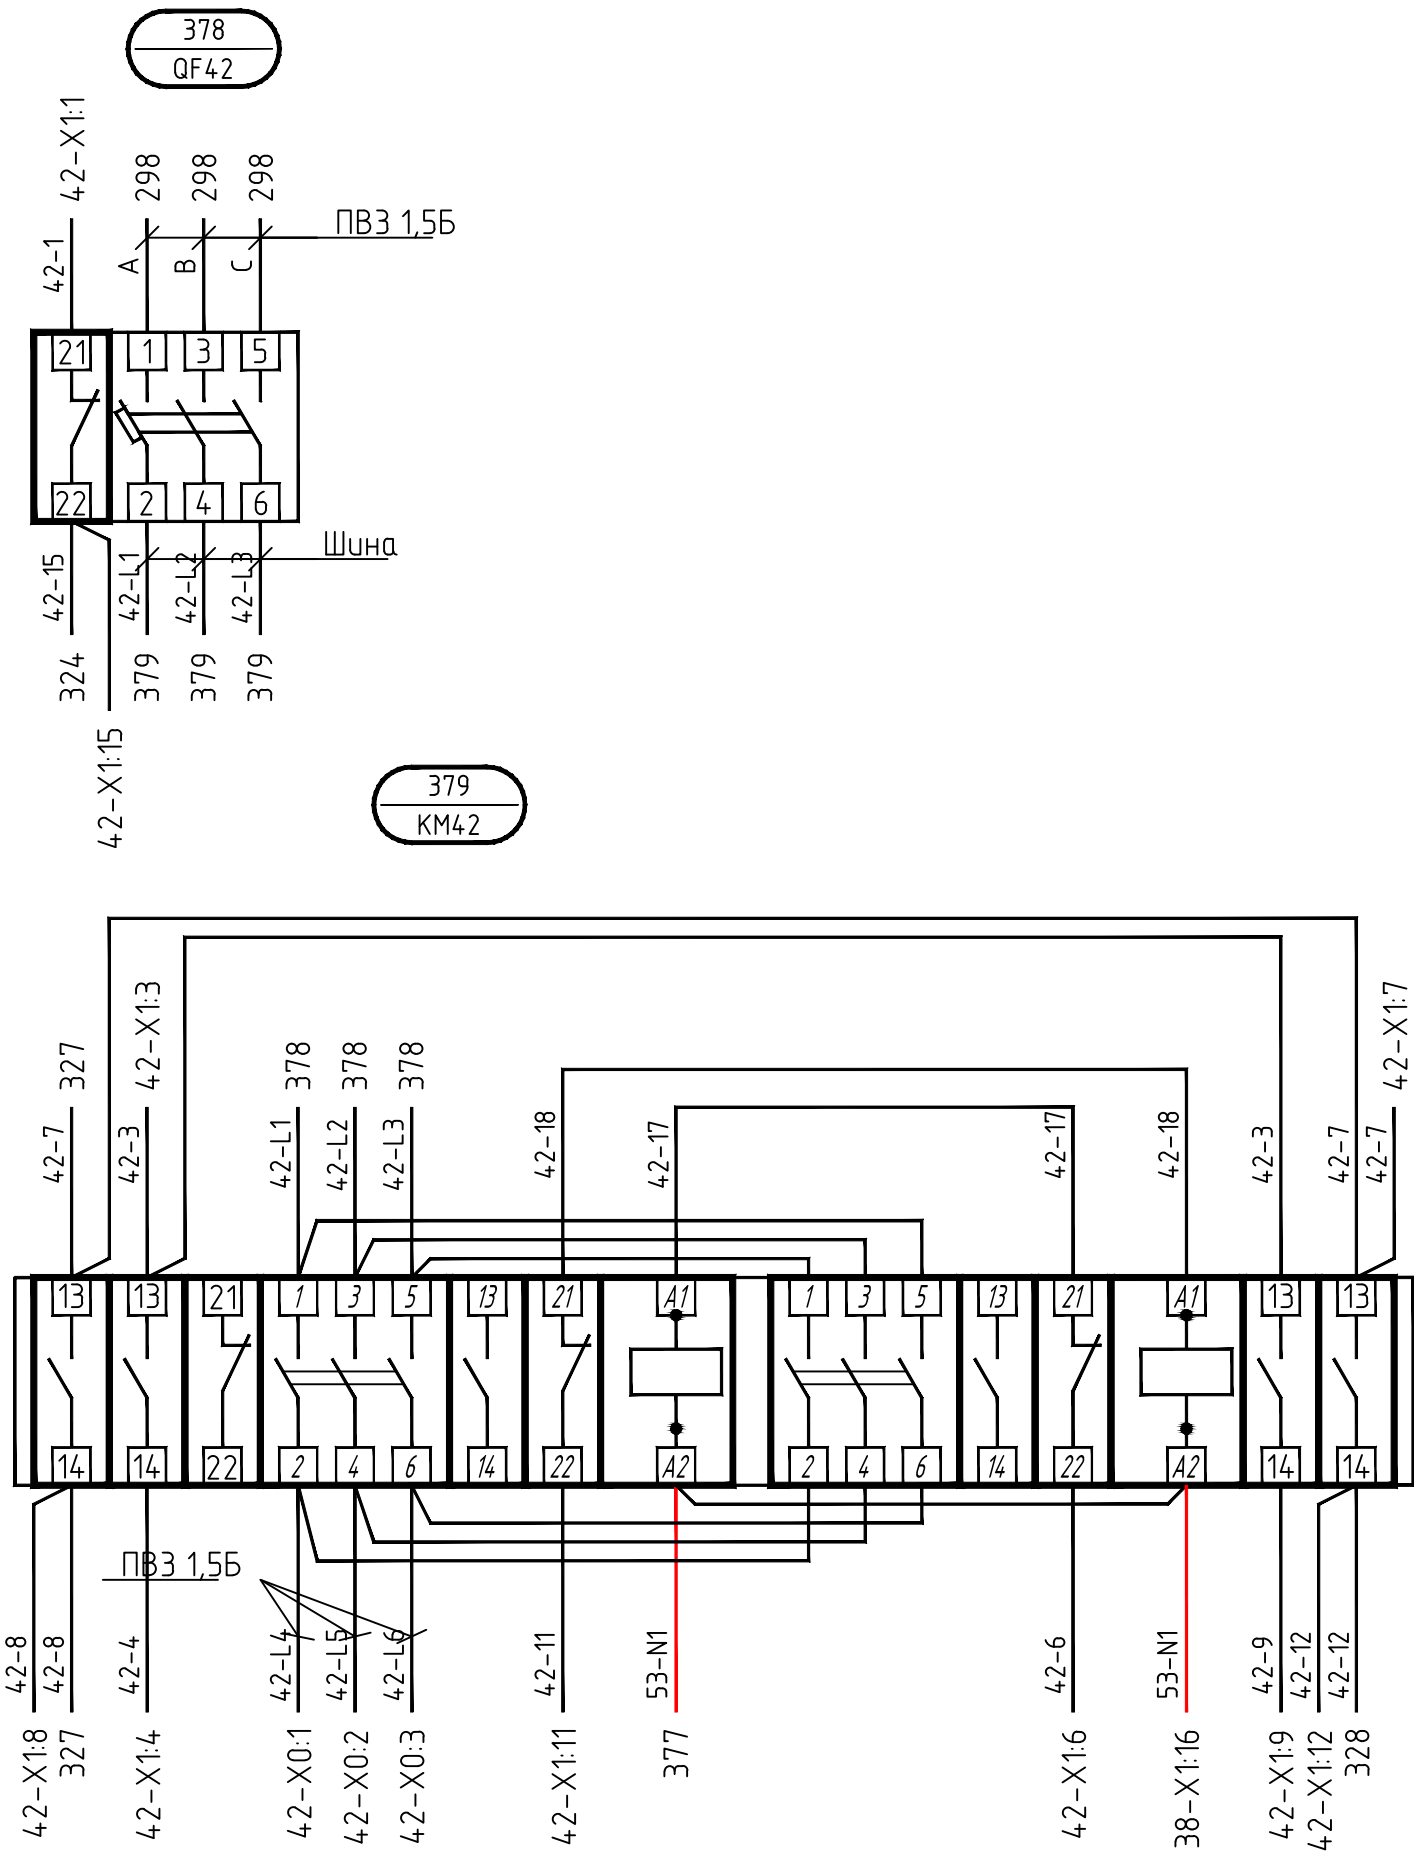 378
QF42
42-X1:1
298
298
298
ПВ3 1,5Б
42-1
A
B
C
21
1
3
5
22
2
4
6
Шина
42-15
42-L1
42-L2
42-L3
324
379
379
379
42-X1:15
379
KM42
327
42-X1:3
378
378
378
42-X1:7
42-7
42-3
42-L1
42-L2
42-L3
42-18
42-17
42-17
42-18
42-3
42-7
42-7
13
13
21
1
3
5
13
21
A1
1
3
5
13
21
A1
13
13
14
14
22
2
4
6
14
22
A2
2
4
6
14
22
A2
14
14
ПВ3 1,5Б
42-8
42-8
42-4
42-L4
42-L5
42-L6
42-11
53-N1
42-6
53-N1
42-9
42-12
42-12
42-X1:8
327
42-X1:4
42-X0:1
42-X0:2
42-X0:3
42-X1:11
377
42-X1:6
38-X1:16
42-X1:9
42-X1:12
328